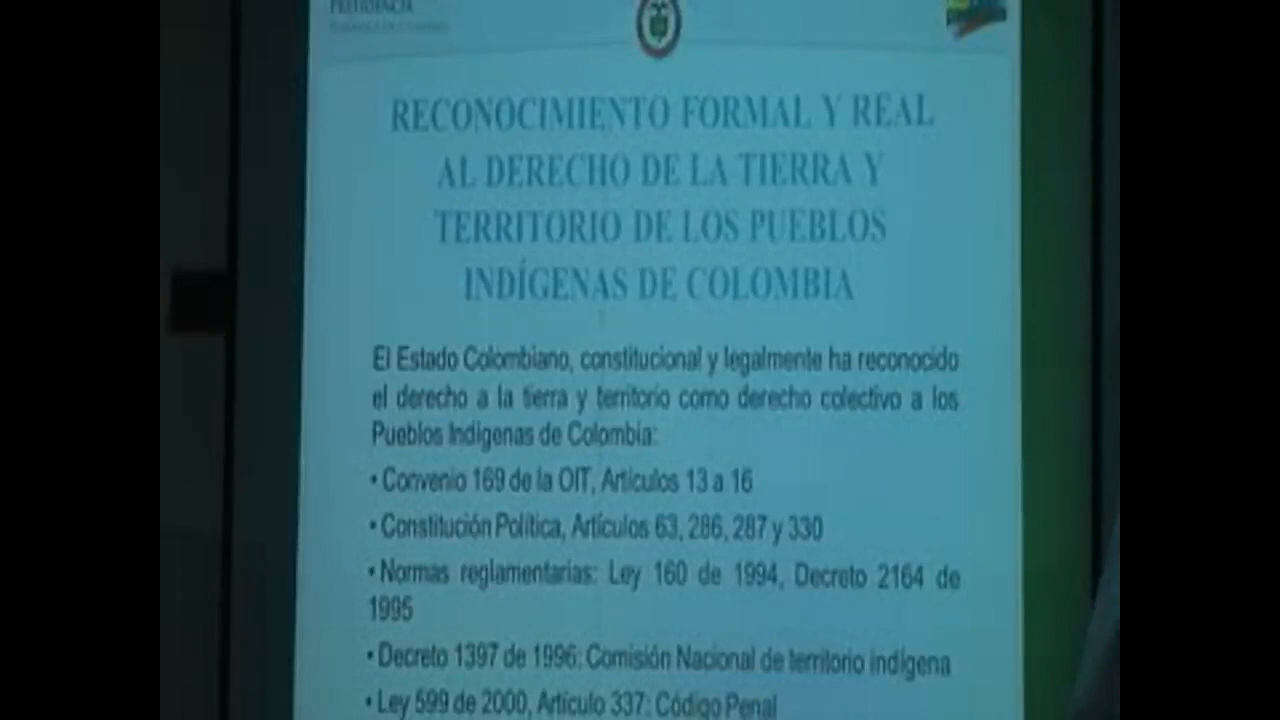 RECONOCIMIENTO FORMAL Y REAL
AL DERECHO DE LA TIERRA Y
TERRITORIO DE LOS PUEBLOS
INDÍGENAS DE COLOMBIA
El Estado Colombiano, constitucional y legalmente ha reconocido
el derecho a la tierra y territorio como derecho colectivo a los
Pueblos Indigenas de Colombia:
• Convenio 169 de la OIT, Artículos 13 a 16
• Constitución Política, Artículos 63, 286, 287 y 330
• Normas reglamentarias: Ley 160 de 1994, Decreto 2164 de
1995
• Decreto 1397 de 1996: Comisión Nacional de territorio indígena
• Ley 599 de 2000, Artículo 337: Código Penal